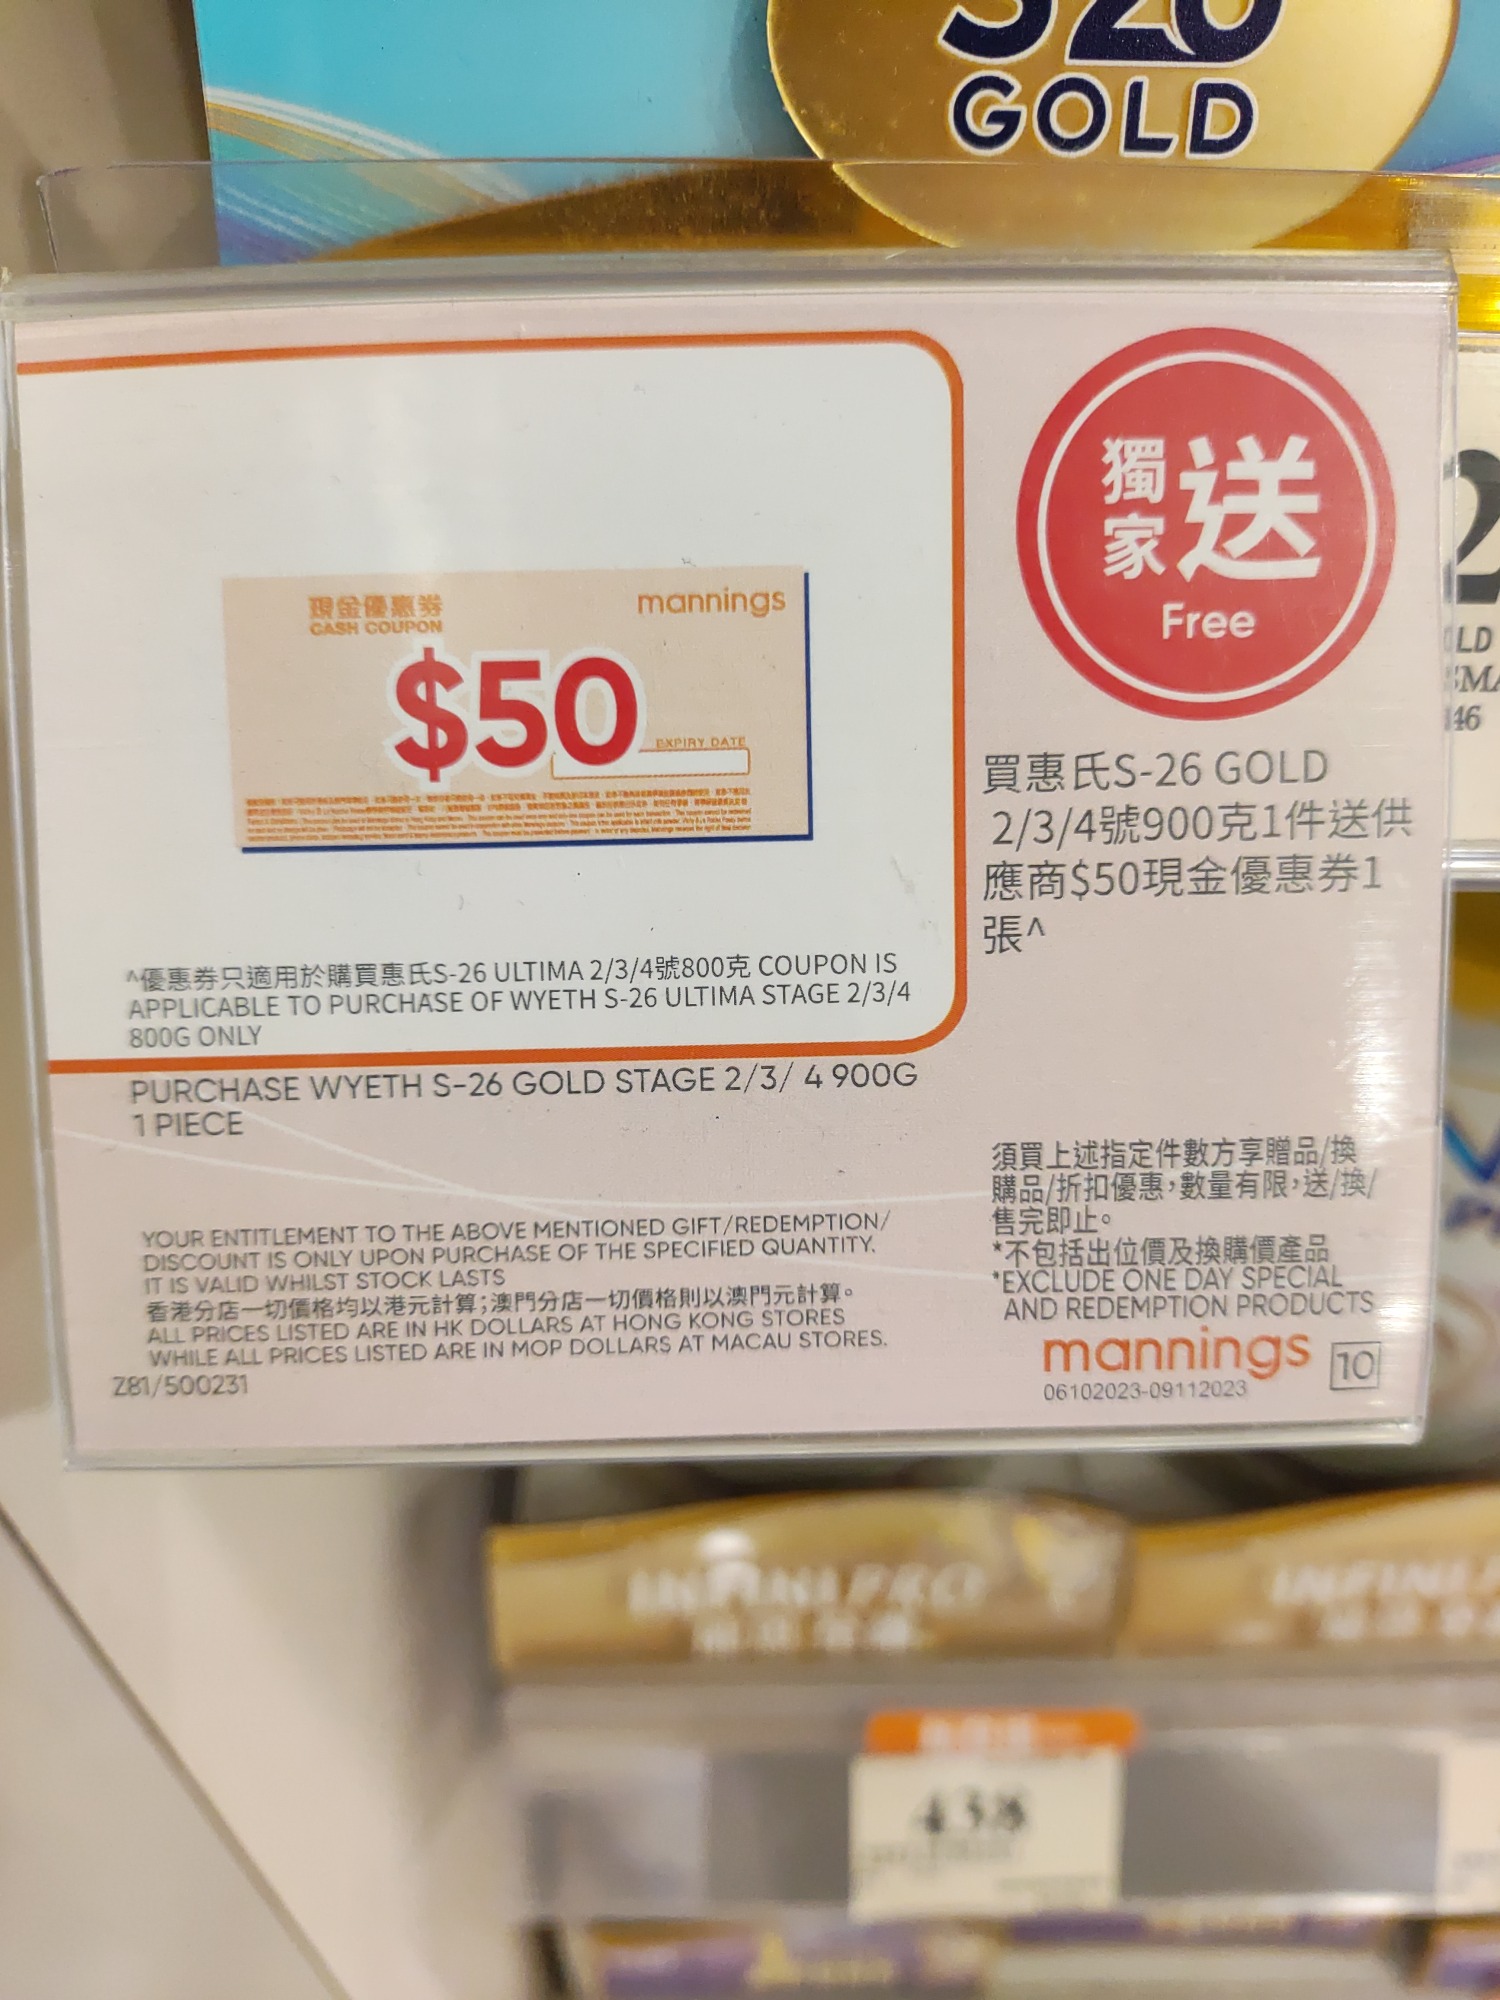 S26
GOLD
獨家送
Free
現金優惠券
CASH COUPON
mannings
$50
EXPIRY DATE
買惠氏S-26 GOLD
2/3/4號900克1件送供
應商$50現金優惠券1
張^
^優惠券只適用於購買惠氏S-26 ULTIMA 2/3/4號800克 COUPON IS
APPLICABLE TO PURCHASE OF WYETH S-26 ULTIMA STAGE 2/3/4
800G ONLY
PURCHASE WYETH S-26 GOLD STAGE 2/3/ 4 900G
1 PIECE
須買上述指定件數方享贈品/換
購品/折扣優惠,數量有限,送/換/
售完即止。
*不包括出位價及換購價產品
*EXCLUDE ONE DAY SPECIAL
AND REDEMPTION PRODUCTS
YOUR ENTITLEMENT TO THE ABOVE MENTIONED GIFT/REDEMPTION/
DISCOUNT IS ONLY UPON PURCHASE OF THE SPECIFIED QUANTITY.
IT IS VALID WHILST STOCK LASTS
香港分店一切價格均以港元計算;澳門分店一切價格則以澳門元計算。
ALL PRICES LISTED ARE IN HK DOLLARS AT HONG KONG STORES
WHILE ALL PRICES LISTED ARE IN MOP DOLLARS AT MACAU STORES.
Z81/500231
mannings 10
06102023-09112023
INFINI PRO
438